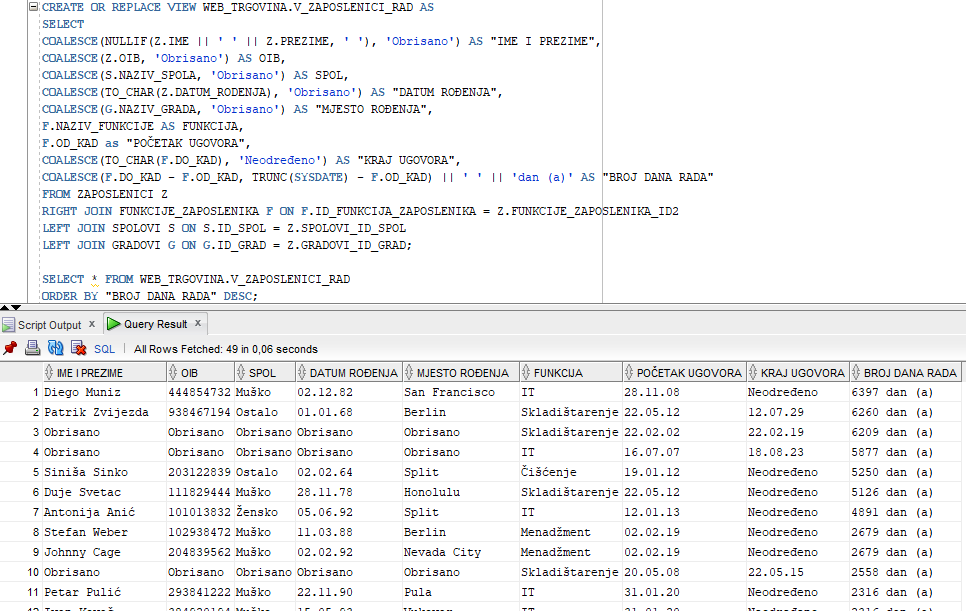 CREATE OR REPLACE VIEW WEB_TRGOVINA.V_ZAPOSLENICI_RAD AS
SELECT
COALESCE(NULLIF(Z.IME || ' ' || Z.PREZIME, ' '), 'Obrisano') AS "IME I PREZIME",
COALESCE(Z.OIB, 'Obrisano') AS OIB,
COALESCE(S.NAZIV_SPOLA, 'Obrisano') AS SPOL,
COALESCE(TO_CHAR(Z.DATUM_RODENJA), 'Obrisano') AS "DATUM ROĐENJA",
COALESCE(G.NAZIV_GRADA, 'Obrisano') AS "MJESTO ROĐENJA",
F.NAZIV_FUNKCIJE AS FUNKCIJA,
F.OD_KAD as "POČETAK UGOVORA",
COALESCE(TO_CHAR(F.DO_KAD), 'Neodređeno') AS "KRAJ UGOVORA",
COALESCE(F.DO_KAD - F.OD_KAD, TRUNC(SYSDATE) - F.OD_KAD) || ' ' || 'dan (a)' AS "BROJ DANA RADA"
FROM ZAPOSLENICI Z
RIGHT JOIN FUNKCIJE_ZAPOSLENIKA F ON F.ID_FUNKCIJA_ZAPOSLENIKA = Z.FUNKCIJE_ZAPOSLENIKA_ID2
LEFT JOIN SPOLOVI S ON S.ID_SPOL = Z.SPOLOVI_ID_SPOL
LEFT JOIN GRADOVI G ON G.ID_GRAD = Z.GRADOVI_ID_GRAD;
SELECT * FROM WEB_TRGOVINA.V_ZAPOSLENICI_RAD
ORDER BY "BROJ DANA RADA" DESC;
Script Output x Query Result x
SQL | All Rows Fetched: 49 in 0,06 seconds
IME I PREZIME OIB SPOL DATUM ROĐENJA MJESTO ROĐENJA FUNKCIJA POČETAK UGOVORA KRAJ UGOVORA BROJ DANA RADA
1 Diego Muniz 444854732 Muško 02.12.82 San Francisco IT 28.11.08 Neodređeno 6397 dan (a)
2 Patrik Zvijezda 938467194 Ostalo 01.01.68 Berlin Skladištarenje 22.05.12 12.07.29 6260 dan (a)
3 Obrisano Obrisano Obrisano Obrisano Obrisano Skladištarenje 22.02.02 22.02.19 6209 dan (a)
4 Obrisano Obrisano Obrisano Obrisano Obrisano IT 16.07.07 18.08.23 5877 dan (a)
5 Siniša Sinko 203122839 Ostalo 02.02.64 Split Čišćenje 19.01.12 Neodređeno 5250 dan (a)
6 Duje Svetac 111829444 Muško 28.11.78 Honolulu Skladištarenje 22.05.12 Neodređeno 5126 dan (a)
7 Antonija Anić 101013832 Žensko 05.06.92 Split IT 12.01.13 Neodređeno 4891 dan (a)
8 Stefan Weber 102938472 Muško 11.03.88 Berlin Menadžment 02.02.19 Neodređeno 2679 dan (a)
9 Johnny Cage 204839562 Muško 02.02.92 Nevada City Menadžment 02.02.19 Neodređeno 2679 dan (a)
10 Obrisano Obrisano Obrisano Obrisano Obrisano Skladištarenje 20.05.08 22.05.15 2558 dan (a)
11 Petar Pulić 293841222 Muško 22.11.90 Pula IT 31.01.20 Neodređeno 2316 dan (a)